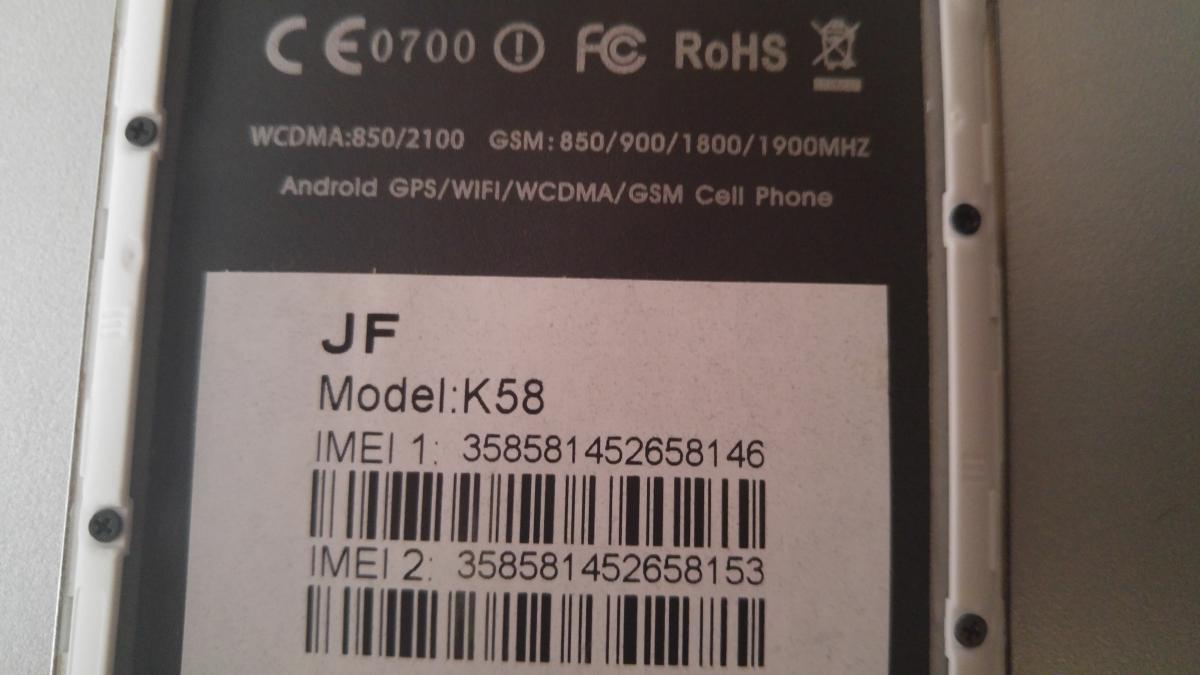 CE0700 FC RoHS
WCDMA:850/2100 GSM:850/900/1800/1900MHZ
Android GPS/WIFI/WCDMA/GSM Cell Phone
JF
Model:K58
IMEI 1: 358581452658146
IMEI 2: 358581452658153